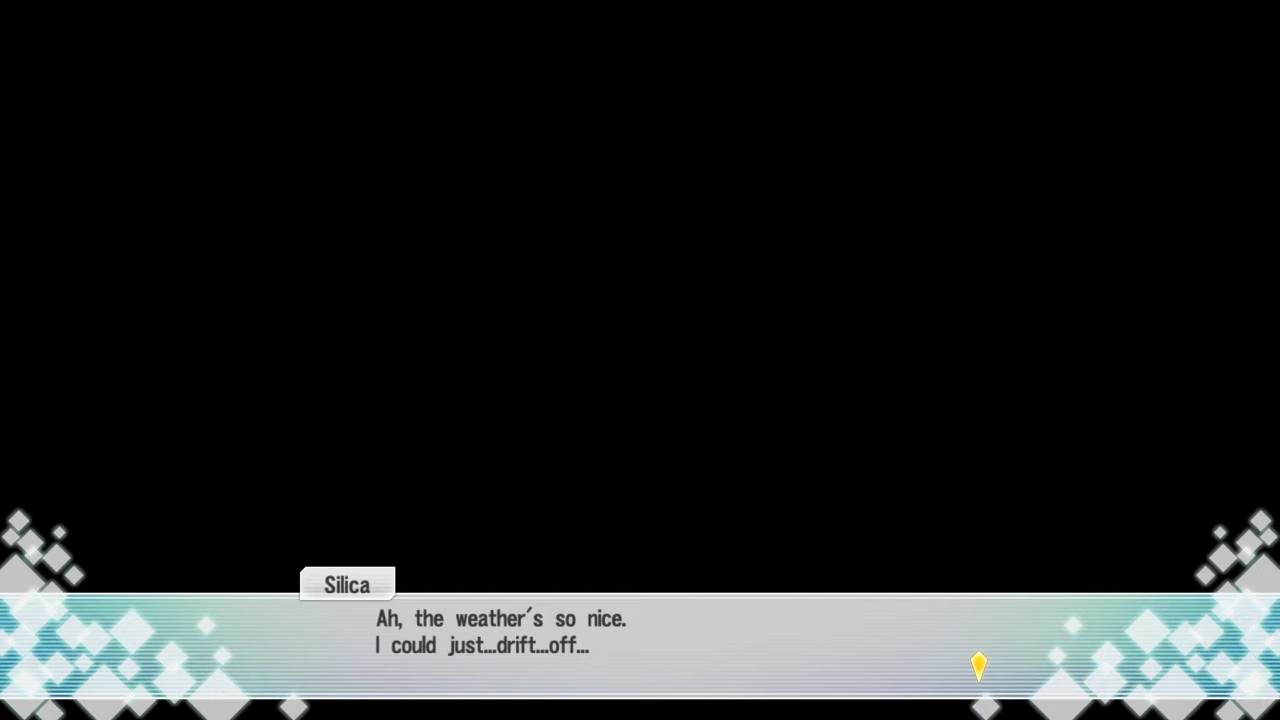 Silica
Ah, the weather's so nice.
I could just...drift...off...